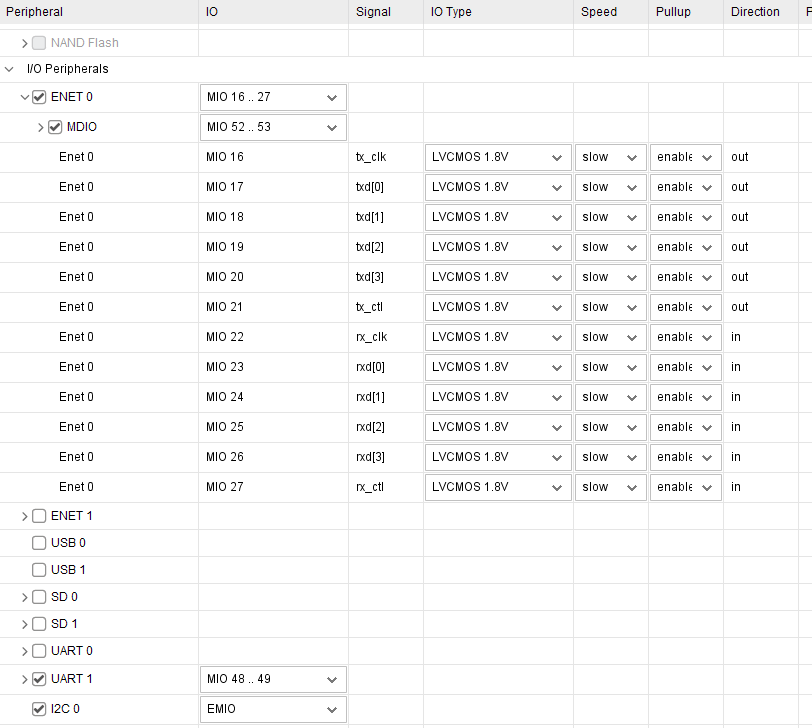 Peripheral IO Signal IO Type Speed Pullup Direction
NAND Flash
I/O Peripherals
ENET 0 MIO 16 .. 27
MDIO MIO 52 .. 53
Enet 0 MIO 16 tx_clk LVCMOS 1.8V slow enable out
Enet 0 MIO 17 txd[0] LVCMOS 1.8V slow enable out
Enet 0 MIO 18 txd[1] LVCMOS 1.8V slow enable out
Enet 0 MIO 19 txd[2] LVCMOS 1.8V slow enable out
Enet 0 MIO 20 txd[3] LVCMOS 1.8V slow enable out
Enet 0 MIO 21 tx_ctl LVCMOS 1.8V slow enable out
Enet 0 MIO 22 rx_clk LVCMOS 1.8V slow enable in
Enet 0 MIO 23 rxd[0] LVCMOS 1.8V slow enable in
Enet 0 MIO 24 rxd[1] LVCMOS 1.8V slow enable in
Enet 0 MIO 25 rxd[2] LVCMOS 1.8V slow enable in
Enet 0 MIO 26 rxd[3] LVCMOS 1.8V slow enable in
Enet 0 MIO 27 rx_ctl LVCMOS 1.8V slow enable in
ENET 1
USB 0
USB 1
SD 0
SD 1
UART 0
UART 1 MIO 48 .. 49
I2C 0 EMIO